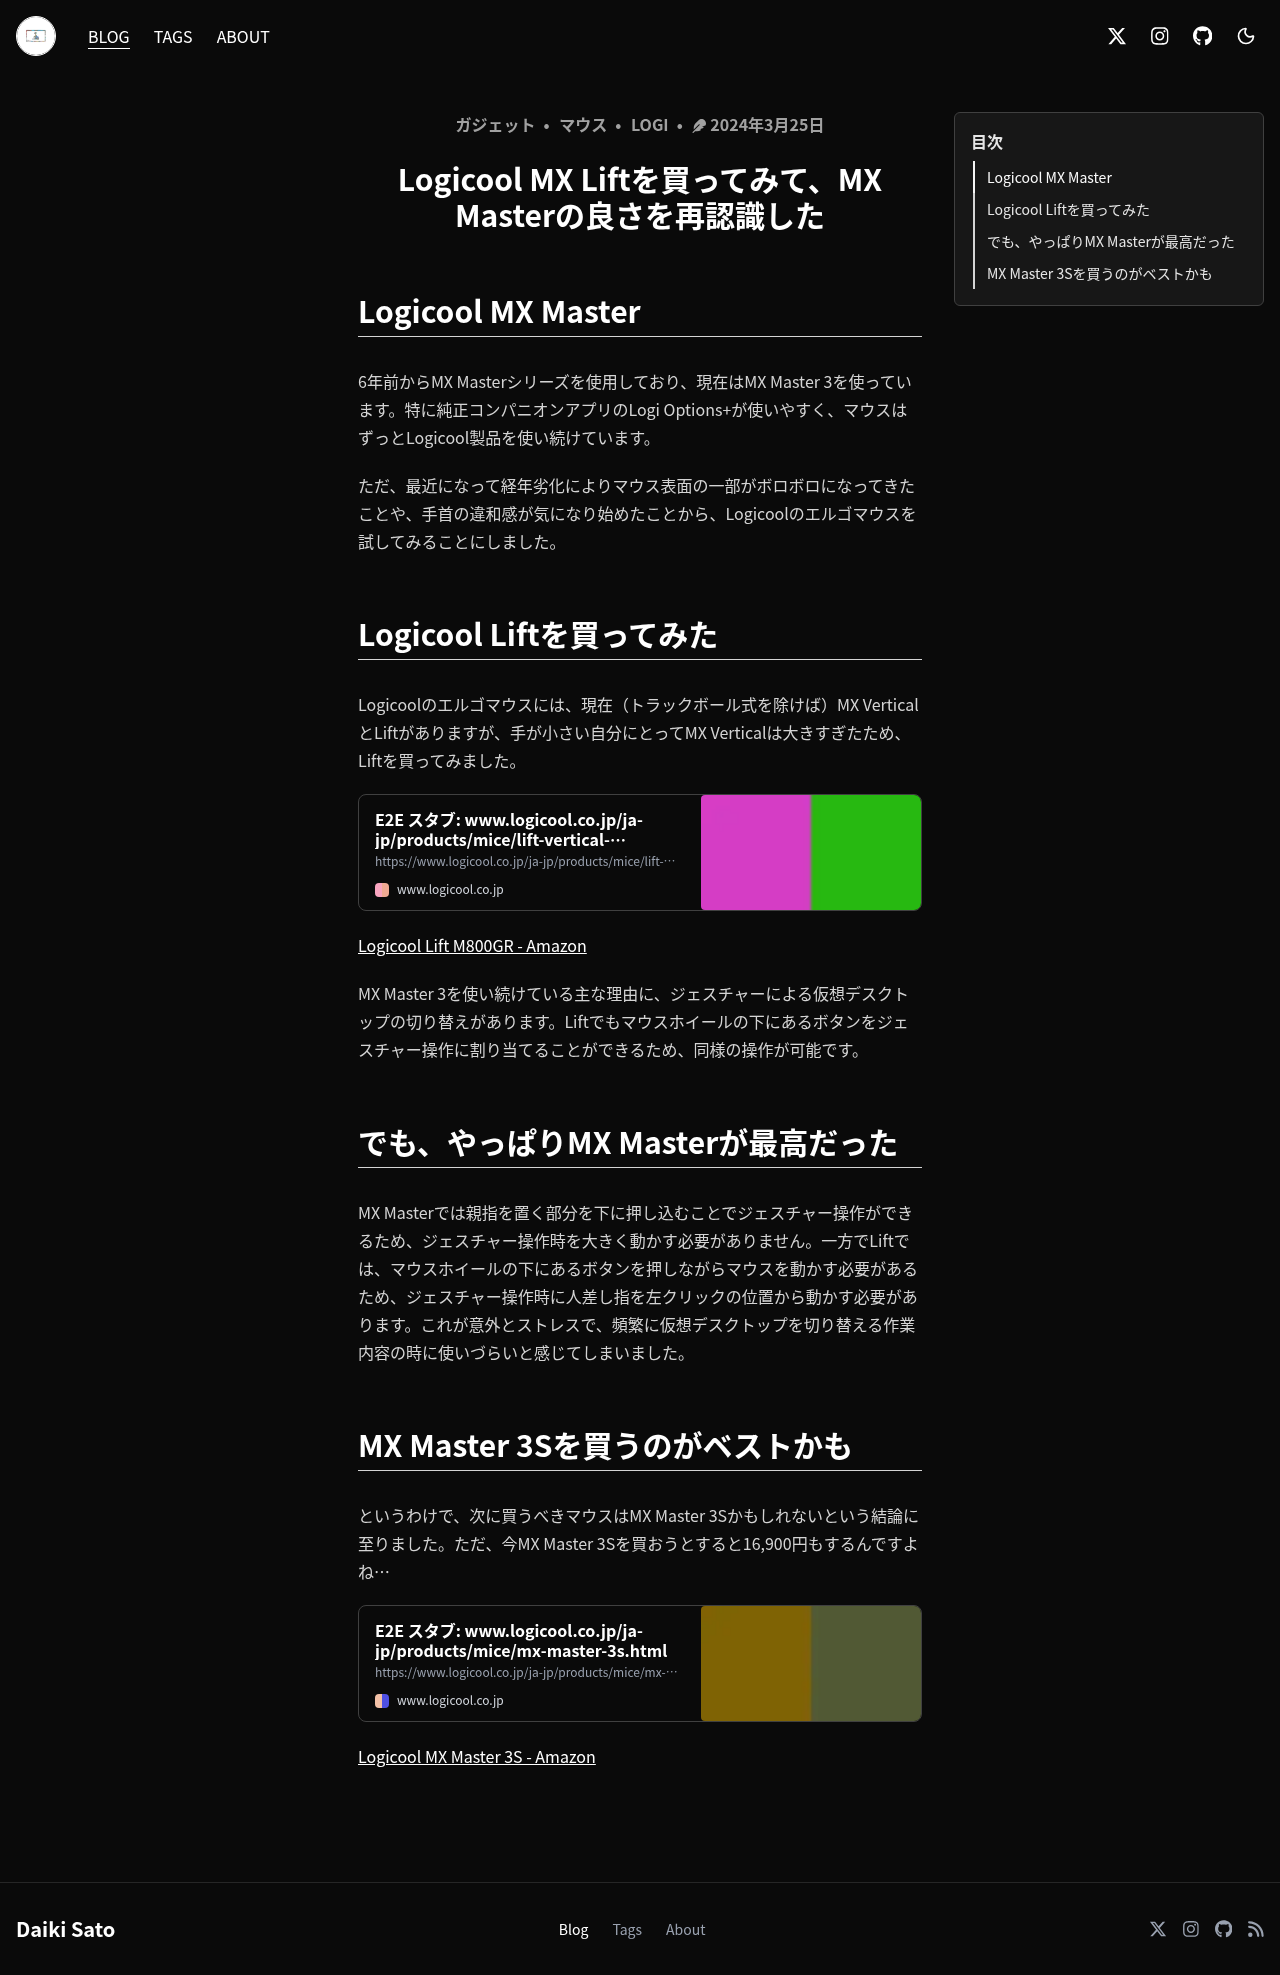 BLOG TAGS ABOUT
ガジェット • マウス • LOGI • 2024年3月25日
Logicool MX Liftを買ってみて、MX
Masterの良さを再認識した
目次
Logicool MX Master
Logicool Liftを買ってみた
でも、やっぱりMX Masterが最高だった
MX Master 3Sを買うのがベストかも
Logicool MX Master
6年前からMX Masterシリーズを使用しており、現在はMX Master 3を使ってい
ます。特に純正コンパニオンアプリのLogi Options+が使いやすく、マウスは
ずっとLogicool製品を使い続けています。
ただ、最近になって経年劣化によりマウス表面の一部がボロボロになってきた
ことや、手首の違和感が気になり始めたことから、Logicoolのエルゴマウスを
試してみることにしました。
Logicool Liftを買ってみた
Logicoolのエルゴマウスには、現在（トラックボール式を除けば）MX Vertical
とLiftがありますが、手が小さい自分にとってMX Verticalは大きすぎたため、
Liftを買ってみました。
E2E スタブ: www.logicool.co.jp/ja-
jp/products/mice/lift-vertical-…
https://www.logicool.co.jp/ja-jp/products/mice/lift-…
www.logicool.co.jp
Logicool Lift M800GR - Amazon
MX Master 3を使い続けている主な理由に、ジェスチャーによる仮想デスクト
ップの切り替えがあります。Liftでもマウスホイールの下にあるボタンをジェ
スチャー操作に割り当てることができるため、同様の操作が可能です。
でも、やっぱりMX Masterが最高だった
MX Masterでは親指を置く部分を下に押し込むことでジェスチャー操作ができ
るため、ジェスチャー操作時を大きく動かす必要がありません。一方でLiftで
は、マウスホイールの下にあるボタンを押しながらマウスを動かす必要がある
ため、ジェスチャー操作時に人差し指を左クリックの位置から動かす必要があ
ります。これが意外とストレスで、頻繁に仮想デスクトップを切り替える作業
内容の時に使いづらいと感じてしまいました。
MX Master 3Sを買うのがベストかも
というわけで、次に買うべきマウスはMX Master 3Sかもしれないという結論に
至りました。ただ、今MX Master 3Sを買おうとすると16,900円もするんですよ
ね…
E2E スタブ: www.logicool.co.jp/ja-
jp/products/mice/mx-master-3s.html
https://www.logicool.co.jp/ja-jp/products/mice/mx-…
www.logicool.co.jp
Logicool MX Master 3S - Amazon
Daiki Sato
Blog Tags About